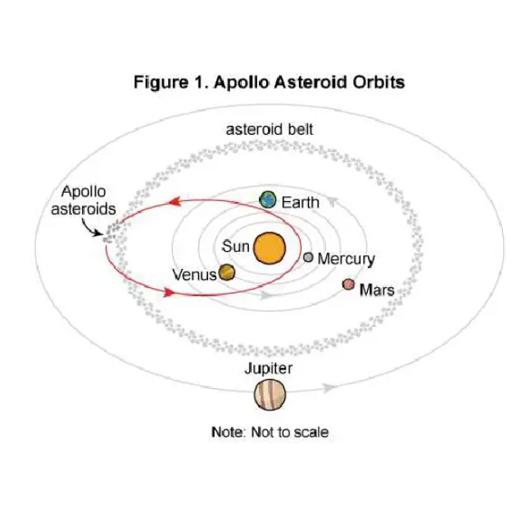 Figure 1. Apollo Asteroid Orbits
asteroid belt
Apollo
asteroids
Earth
Sun
Mercury
Venus
Mars
Jupiter
Note: Not to scale